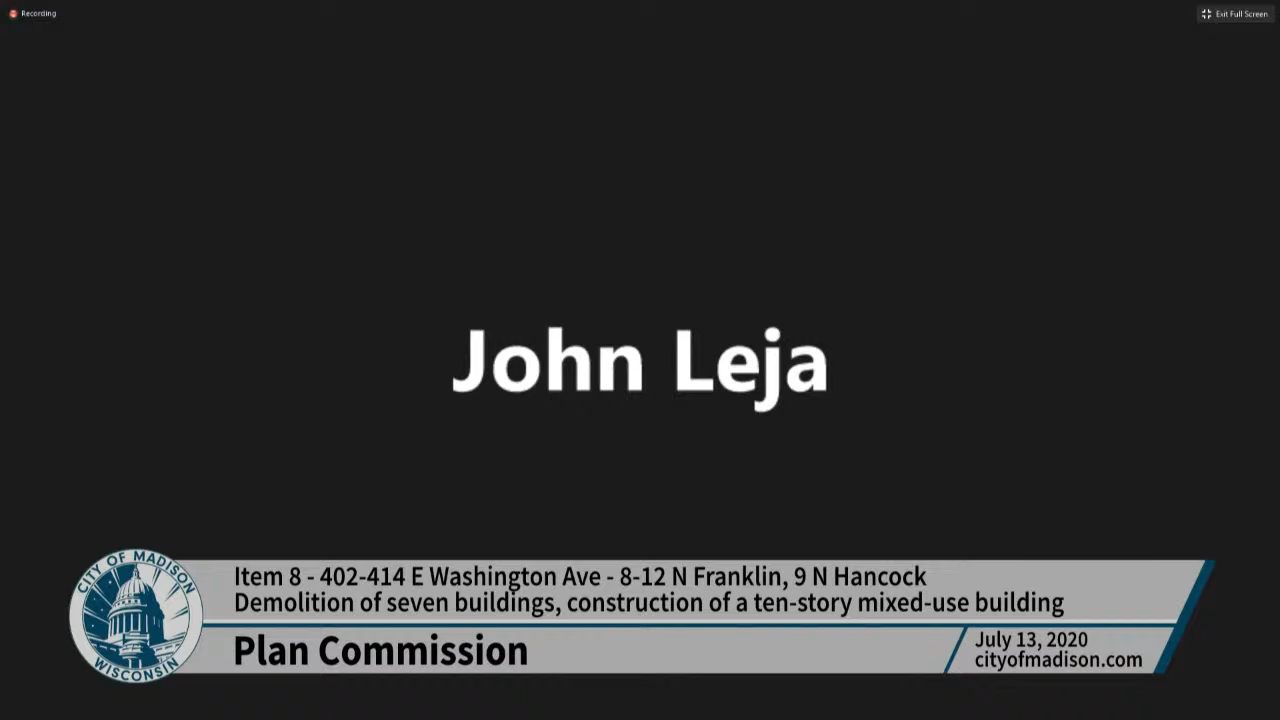 Recording
Exit Full Screen
John Leja
CITY OF MADISON
WISCONSIN
Item 8 - 402-414 E Washington Ave - 8-12 N Franklin, 9 N Hancock
Demolition of seven buildings, construction of a ten-story mixed-use building
Plan Commission
July 13, 2020
cityofmadison.com